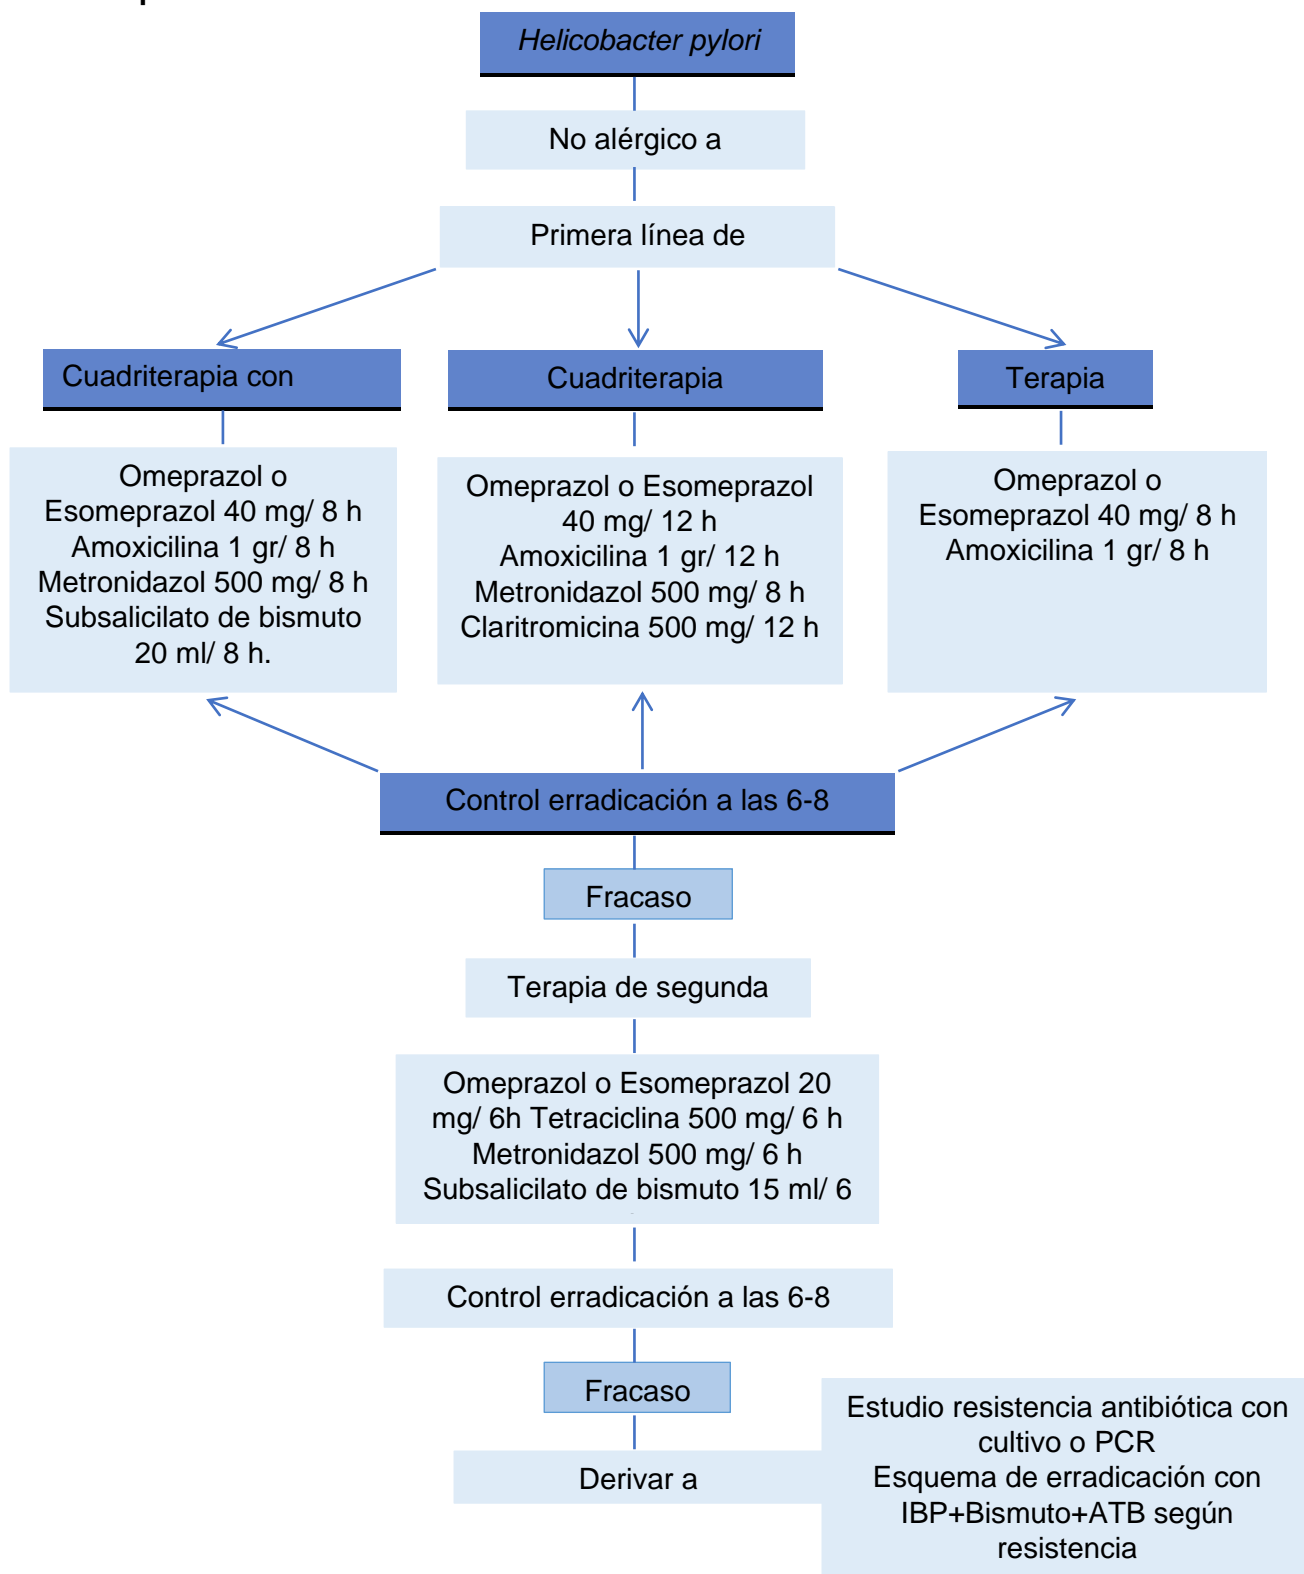 Helicobacter pylori
No alérgico a
Primera línea de
Cuadriterapia con
Cuadriterapia
Terapia
Omeprazol o
Esomeprazol 40 mg/ 8 h
Amoxicilina 1 gr/ 8 h
Metronidazol 500 mg/ 8 h
Subsalicilato de bismuto
20 ml/ 8 h.
Omeprazol o Esomeprazol
40 mg/ 12 h
Amoxicilina 1 gr/ 12 h
Metronidazol 500 mg/ 8 h
Claritromicina 500 mg/ 12 h
Omeprazol o
Esomeprazol 40 mg/ 8 h
Amoxicilina 1 gr/ 8 h
Control erradicación a las 6-8
Fracaso
Terapia de segunda
Omeprazol o Esomeprazol 20
mg/ 6h Tetraciclina 500 mg/ 6 h
Metronidazol 500 mg/ 6 h
Subsalicilato de bismuto 15 ml/ 6
Control erradicación a las 6-8
Fracaso
Derivar a
Estudio resistencia antibiótica con
cultivo o PCR
Esquema de erradicación con
IBP+Bismuto+ATB según
resistencia